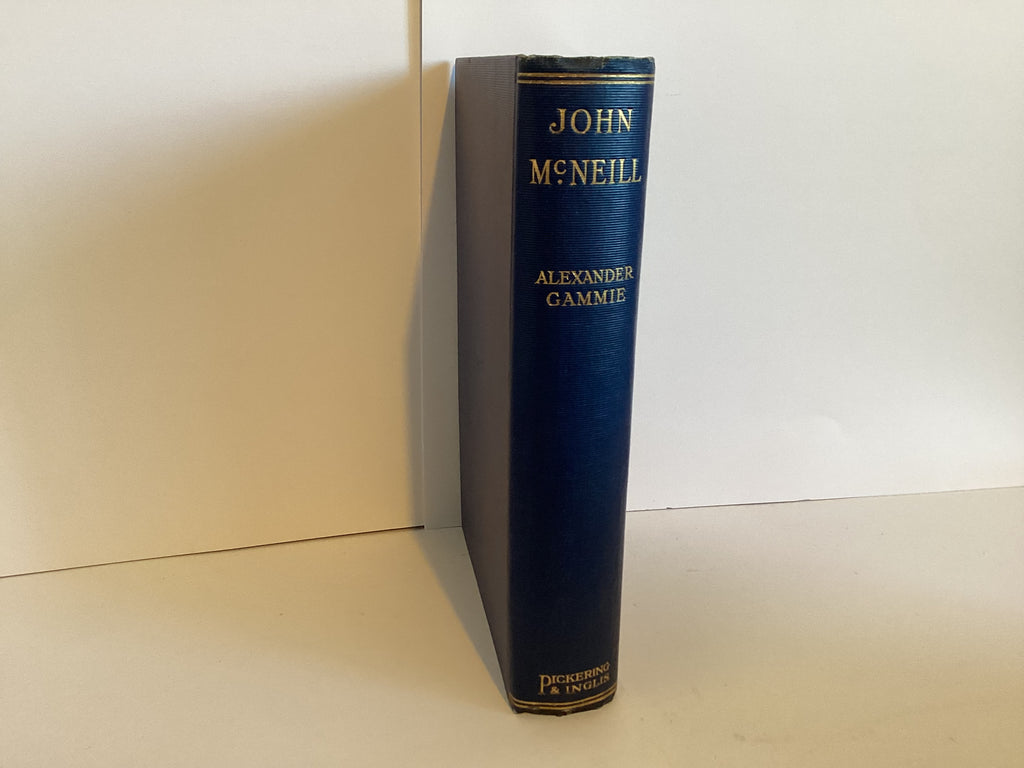 JOHN
McNEILL
ALEXANDER
GAMMIE
PICKERING
& INGLIS